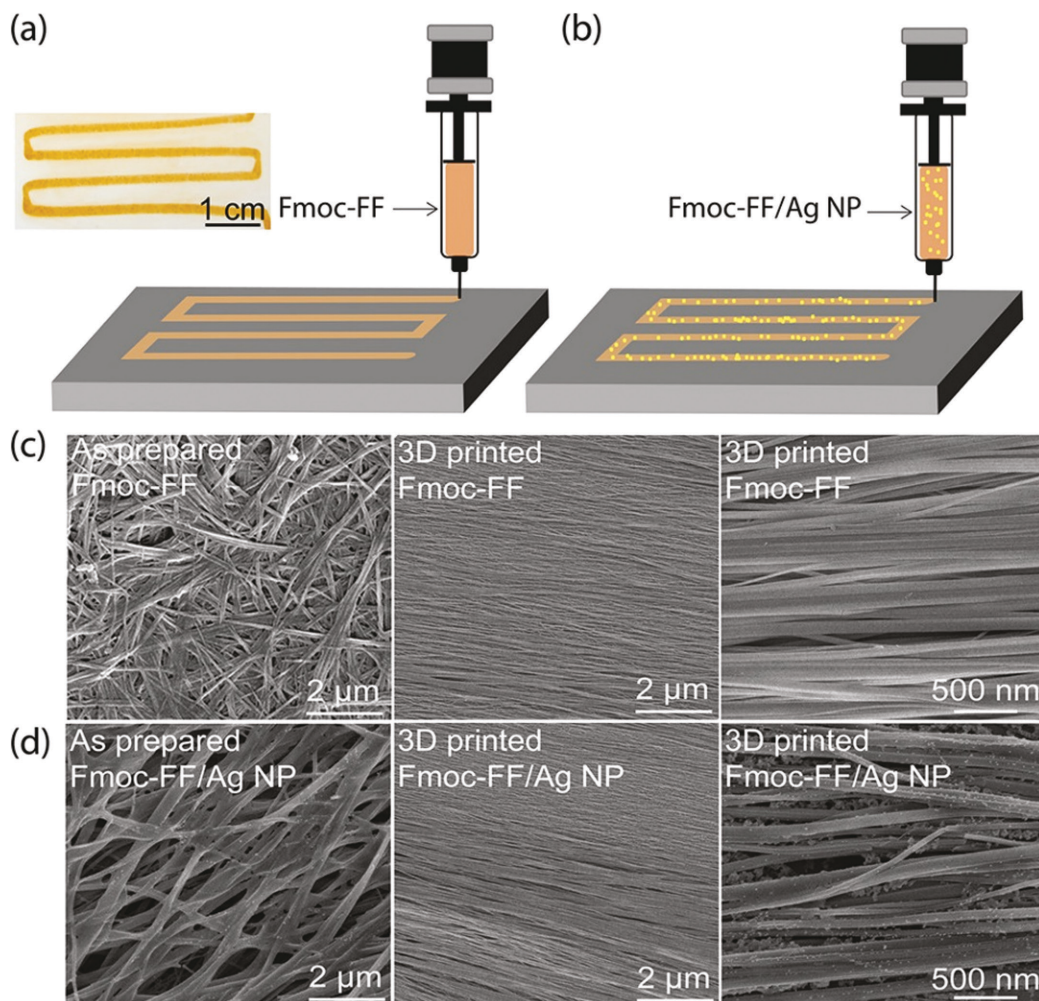 (a)
(b)
1 cm
Fmoc-FF
Fmoc-FF/Ag NP
(c)
As prepared
Fmoc-FF
2 µm
3D printed
Fmoc-FF
2 µm
3D printed
Fmoc-FF
500 nm
(d)
As prepared
Fmoc-FF/Ag NP
2 µm
3D printed
Fmoc-FF/Ag NP
2 µm
3D printed
Fmoc-FF/Ag NP
500 nm